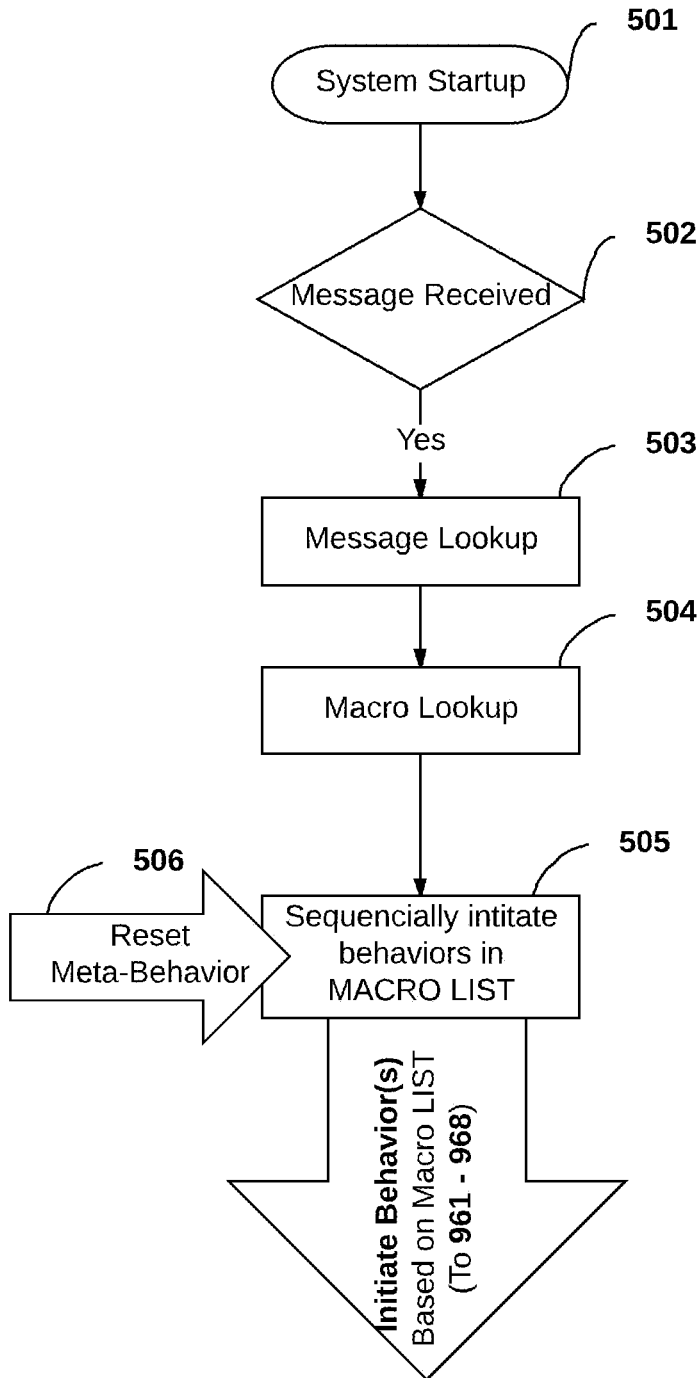 501
System Startup
502
Message Received
Yes
503
Message Lookup
504
Macro Lookup
505
506
Sequencially intitate
behaviors in
MACRO LIST
Reset
Meta-Behavior
Initiate Behavior(s)
Based on Macro LIST
(To 961 - 968)